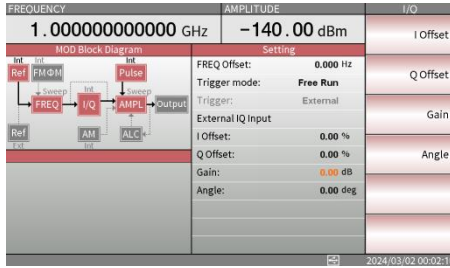 FREQUENCY
AMPLITUDE
I/Q
1.000000000000 GHz
-140.00 dBm
I Offset
MOD Block Diagram
Setting
Int
Int
Ref
FMΦM
Pulse
Sweep
Int
Sweep
FREQ
I/Q
AMPL
Output
Ref
AM
ALC
Ext
Int
FREQ Offset: 0.000 Hz
Trigger mode: Free Run
Trigger: External
External IQ Input
I Offset: 0.00 %
Q Offset: 0.00 %
Gain: 0.00 dB
Angle: 0.00 deg
Q Offset
Gain
Angle
2024/03/02 00:02:1